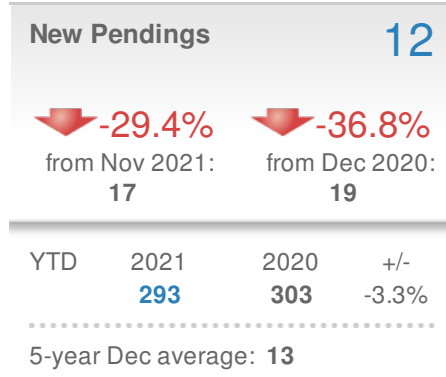 New Pendings 12
-29.4% -36.8%
from Nov 2021: from Dec 2020:
17 19
YTD 2021 2020 +/-
293 303 -3.3%
5-year Dec average: 13